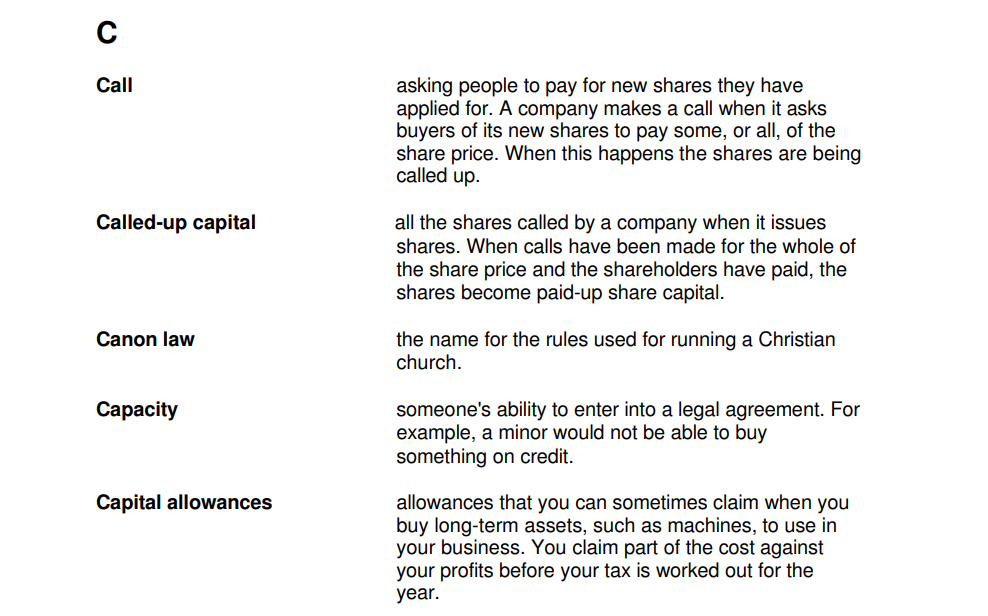 C
Call asking people to pay for new shares they have
applied for. A company makes a call when it asks
buyers of its new shares to pay some, or all, of the
share price. When this happens the shares are being
called up.
Called-up capital all the shares called by a company when it issues
shares. When calls have been made for the whole of
the share price and the shareholders have paid, the
shares become paid-up share capital.
Canon law the name for the rules used for running a Christian
church.
Capacity someone's ability to enter into a legal agreement. For
example, a minor would not be able to buy
something on credit.
Capital allowances allowances that you can sometimes claim when you
buy long-term assets, such as machines, to use in
your business. You claim part of the cost against
your profits before your tax is worked out for the
year.